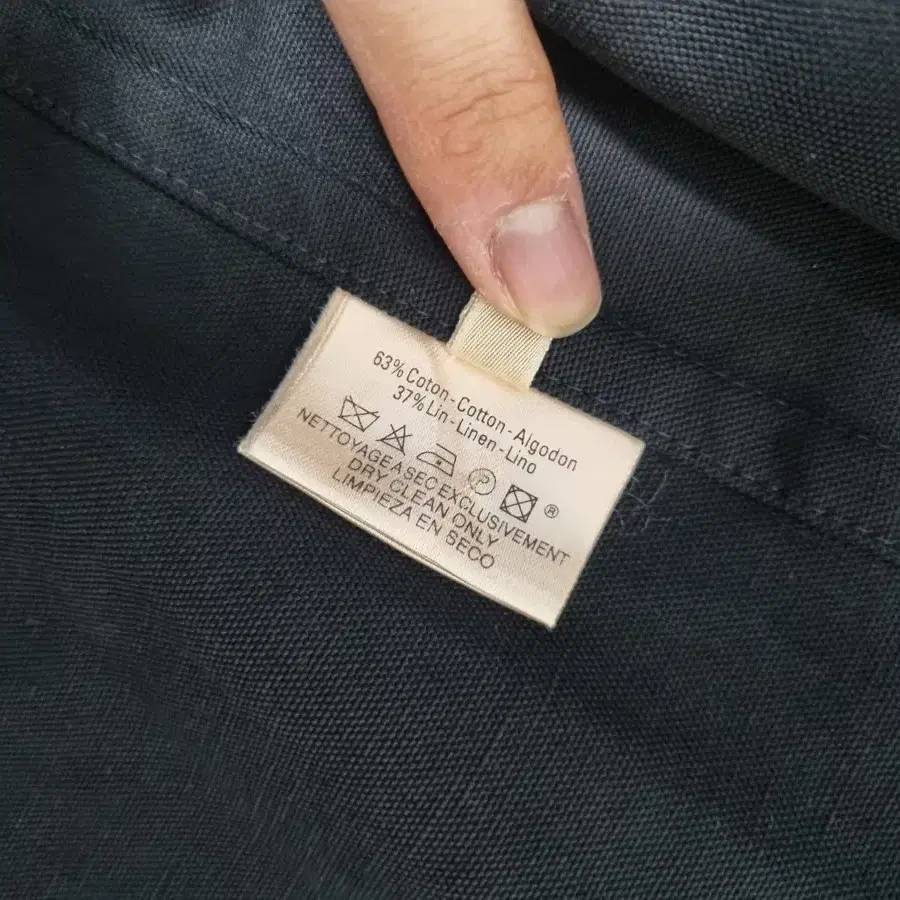 63% Coton - Cotton - Algodon
37% Lin - Linen - Lino
P ®
NETTOYAGE A SEC EXCLUSIVEMENT
DRY CLEAN ONLY
LIMPIEZA EN SECO